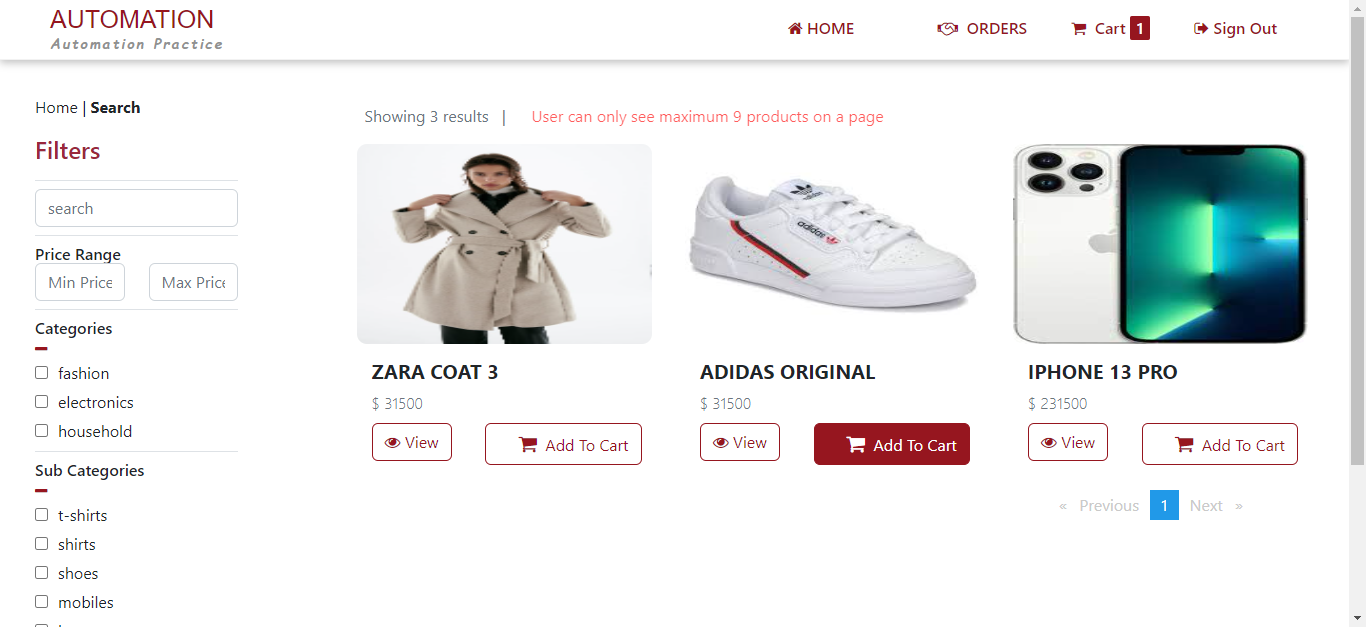 AUTOMATION
Automation Practice
HOME
ORDERS
Cart 1
Sign Out
Home | Search
Showing 3 results |
User can only see maximum 9 products on a page
Filters
search
Price Range
Min Price
Max Price
Categories
fashion
electronics
household
Sub Categories
t-shirts
shirts
shoes
mobiles
adidas
ZARA COAT 3
$ 31500
View
Add To Cart
ADIDAS ORIGINAL
$ 31500
View
Add To Cart
IPHONE 13 PRO
$ 231500
View
Add To Cart
« Previous 1 Next »